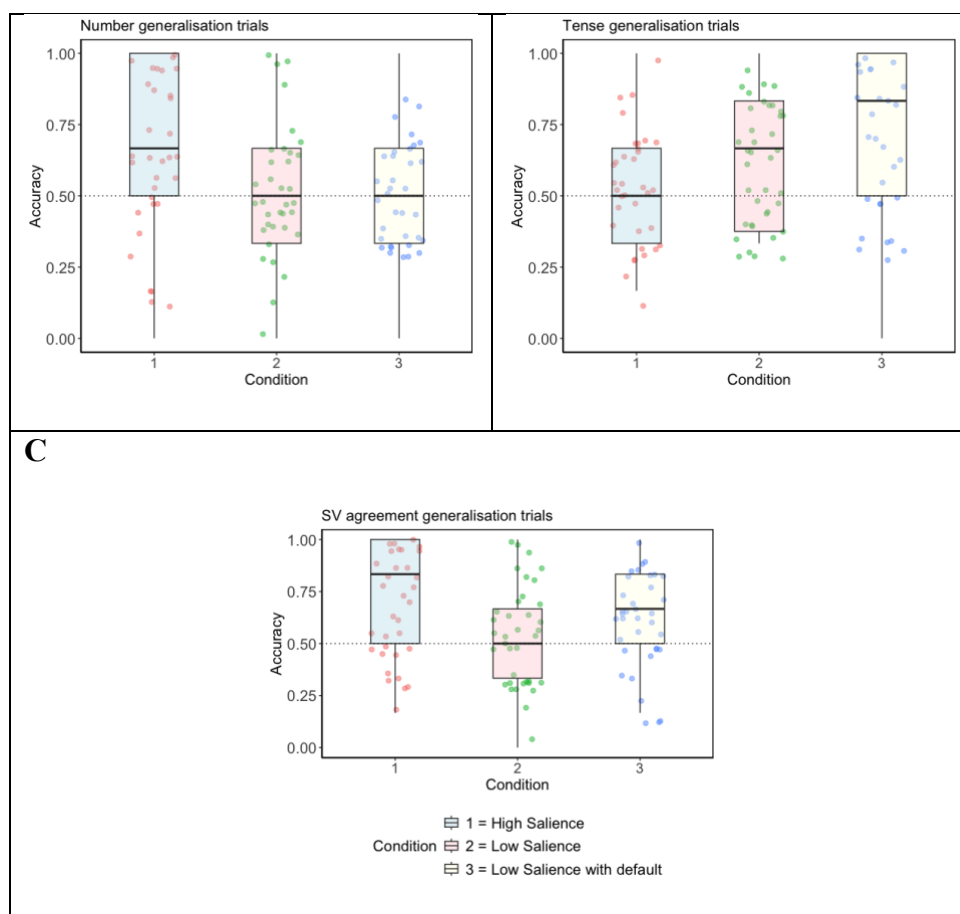 Number generalisation trials
1.00
0.75
0.50
0.25
0.00
Accuracy
1 2 3
Condition
Tense generalisation trials
1.00
0.75
0.50
0.25
0.00
Accuracy
1 2 3
Condition
C
SV agreement generalisation trials
1.00
0.75
0.50
0.25
0.00
Accuracy
1 2 3
Condition
Condition
1 = High Salience
2 = Low Salience
3 = Low Salience with default